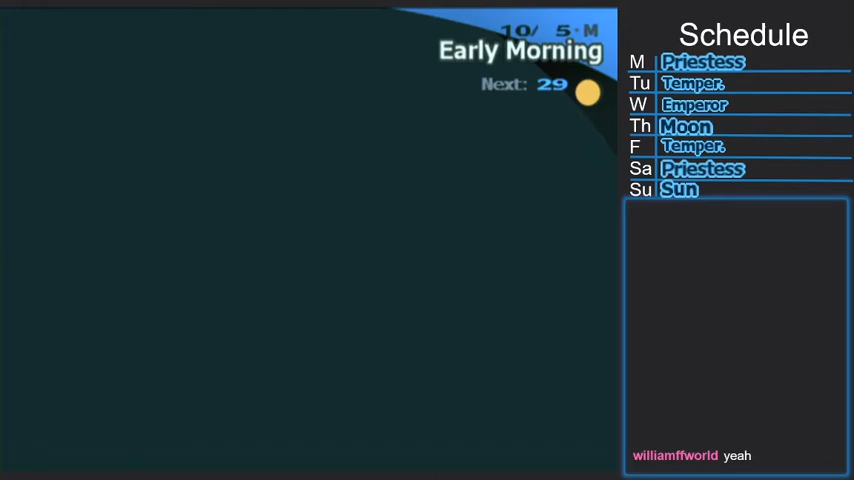 10/ 5·M
Early Morning
Next: 29
Schedule
M Priestess
Tu Temper.
W Emperor
Th Moon
F Temper.
Sa Priestess
Su Sun
williamffworld yeah